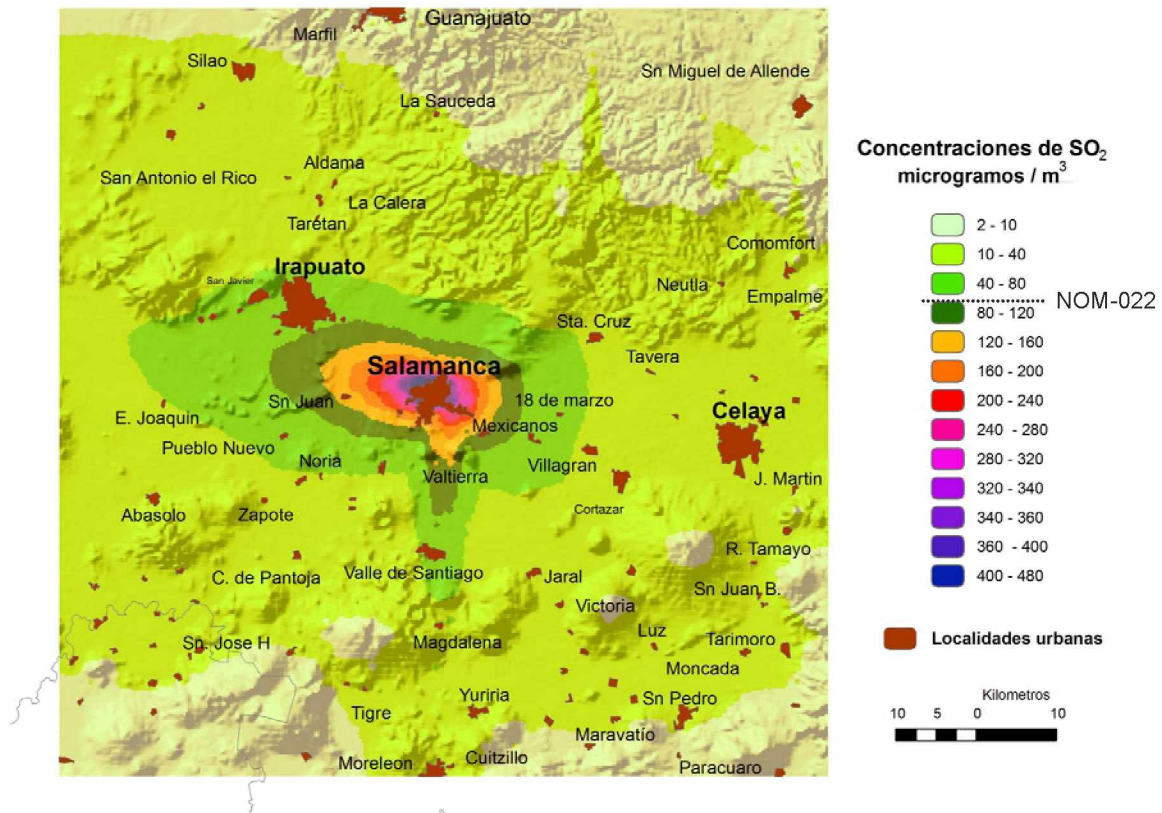 Guanajuato
Marfil
Silao
Sn Miguel de Allende
La Sauceda
Aldama
San Antonio el Rico
La Calera
Taretan
Comomfort
Irapuato
San Javier
Neutla
Empalme
Sta. Cruz
Tavera
Salamanca
Sn Juan
18 de marzo
E. Joaquin
Mexicanos
Celaya
Pueblo Nuevo
Noria
Villagran
Valtierra
J. Martin
Abasolo
Zapote
Cortazar
R. Tamayo
C. de Pantoja
Valle de Santiago
Jaral
Sn Juan B.
Victoria
Luz
Sn. Jose H
Magdalena
Tarimoro
Moncada
Yuriria
Sn Pedro
Tigre
Maravatío
Moreleon
Cuitzillo
Paracuaro
Concentraciones de SO2
microgramos / m3
2 - 10
10 - 40
40 - 80
NOM-022
80 - 120
120 - 160
160 - 200
200 - 240
240 - 280
280 - 320
320 - 340
340 - 360
360 - 400
400 - 480
Localidades urbanas
Kilometros
10 5 0 10